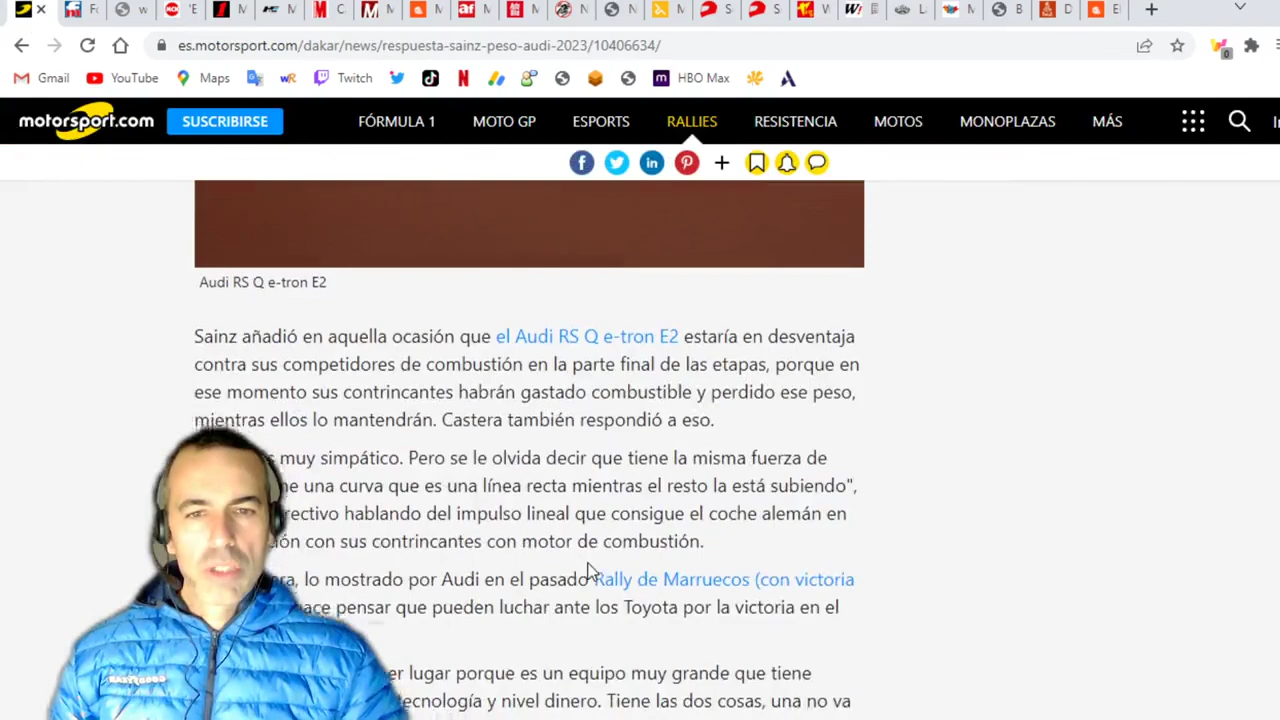 es.motorsport.com/dakar/news/respuesta-sainz-peso-audi-2023/10406634/
0
Gmail YouTube Maps Twitch HBO Max
motorsport.com SUSCRIBIRSE FÓRMULA 1 MOTO GP ESPORTS RALLIES RESISTENCIA MOTOS MONOPLAZAS MÁS
Audi RS Q e-tron E2
Sainz añadió en aquella ocasión que el Audi RS Q e-tron E2 estaría en desventaja
contra sus competidores de combustión en la parte final de las etapas, porque en
ese momento sus contrincantes habrán gastado combustible y perdido ese peso,
mientras ellos lo mantendrán. Castera también respondió a eso.
muy simpático. Pero se le olvida decir que tiene la misma fuerza de
una curva que es una línea recta mientras el resto la está subiendo",
hablando del impulso lineal que consigue el coche alemán en
con sus contrincantes con motor de combustión.
lo mostrado por Audi en el pasado Rally de Marruecos (con victoria
pensar que pueden luchar ante los Toyota por la victoria en el
lugar porque es un equipo muy grande que tiene
tecnología y nivel dinero. Tiene las dos cosas, una no va